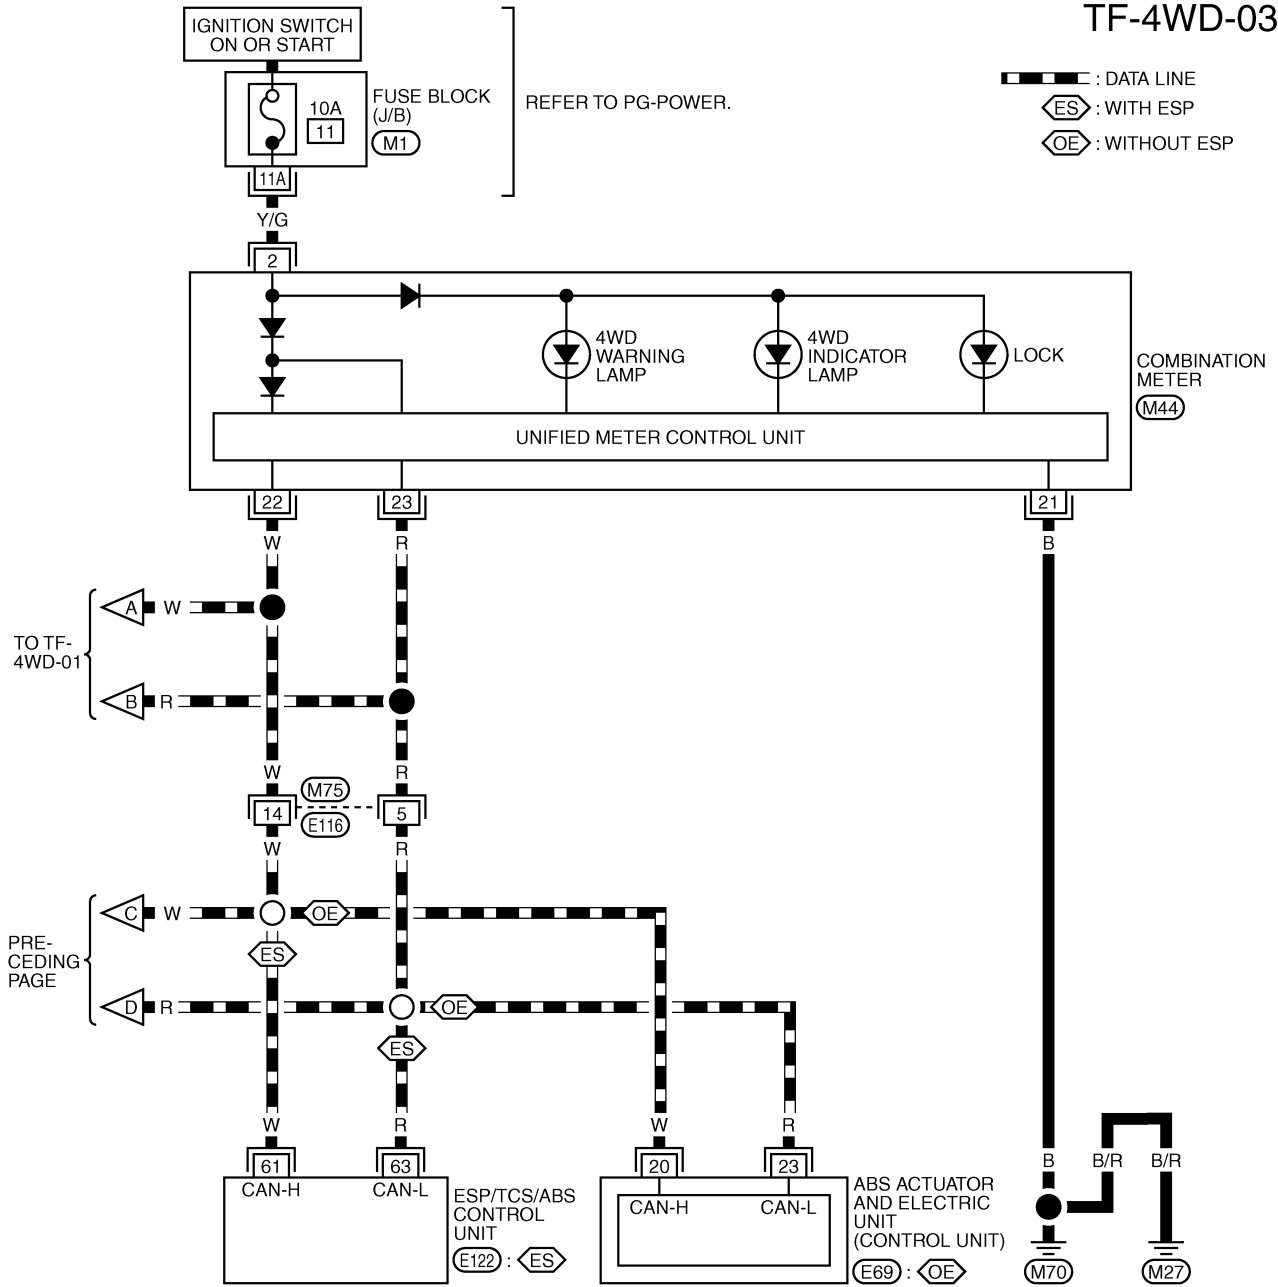 TF-4WD-03
IGNITION SWITCH
ON OR START
FUSE BLOCK
(J/B)
M1
10A
11
11A
REFER TO PG-POWER.
: DATA LINE
ES : WITH ESP
OE : WITHOUT ESP
Y/G
2
4WD
WARNING
LAMP
4WD
INDICATOR
LAMP
LOCK
COMBINATION
METER
M44
UNIFIED METER CONTROL UNIT
22
23
21
W
R
B
A W
TO TF-
4WD-01
B R
W
R
M75
14
5
E116
W
R
C W
OE
PRE-
CEDING
PAGE
ES
D R
OE
ES
W
R
W
R
B
B/R
B/R
61
63
20
23
CAN-H
CAN-L
ESP/TCS/ABS
CONTROL
UNIT
E122 : ES
CAN-H
CAN-L
ABS ACTUATOR
AND ELECTRIC
UNIT
(CONTROL UNIT)
E69 : OE
M70
M27